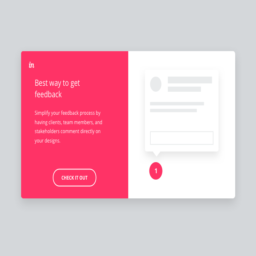 in
Best way to get
feedback
Simplify your feedback process by
having clients, team members, and
stakeholders comment directly on
your designs.
CHECK IT OUT
1